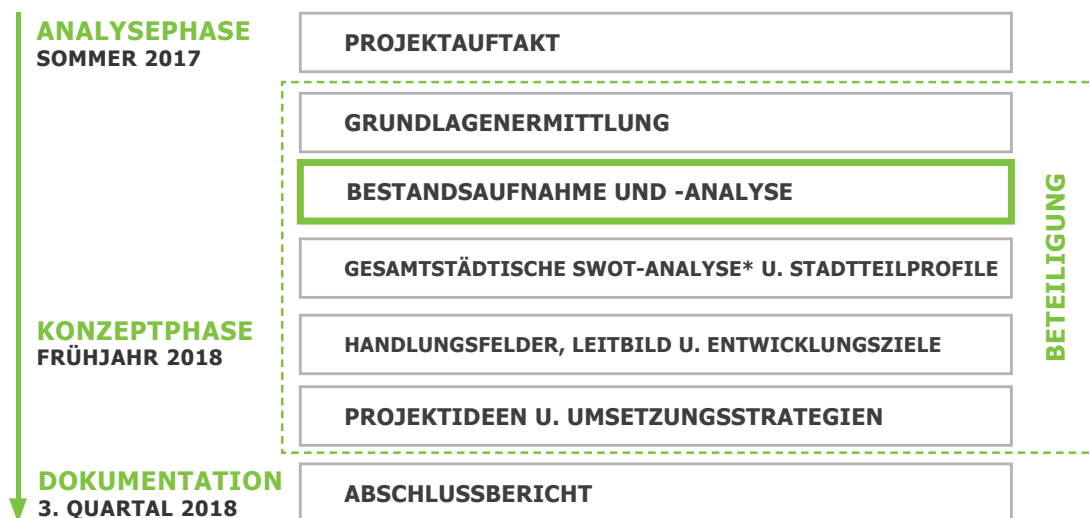 ANALYSEPHASE
SOMMER 2017
PROJEKTAUFTAKT
GRUNDLAGENERMITTLUNG
BESTANDSAUFNAHME UND -ANALYSE
GESAMTSTÄDTISCHE SWOT-ANALYSE* U. STADTTEILPROFILE
KONZEPTPHASE
FRÜHJAHR 2018
HANDLUNGSFELDER, LEITBILD U. ENTWICKLUNGSZIELE
PROJEKTIDEEN U. UMSETZUNGSSTRATEGIEN
BETEILIGUNG
DOKUMENTATION
3. QUARTAL 2018
ABSCHLUSSBERICHT